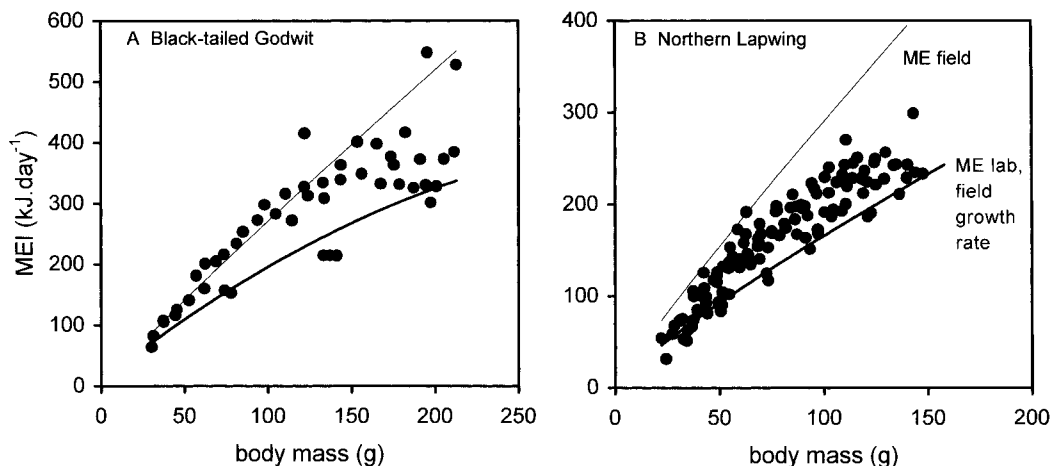 A Black-tailed Godwit
600
500
400
300
200
100
0
MEI (kJ.day-1)
0 50 100 150 200 250
body mass (g)
B Northern Lapwing
400
300
200
100
0
ME field
ME lab,
field
growth
rate
0 50 100 150 200
body mass (g)